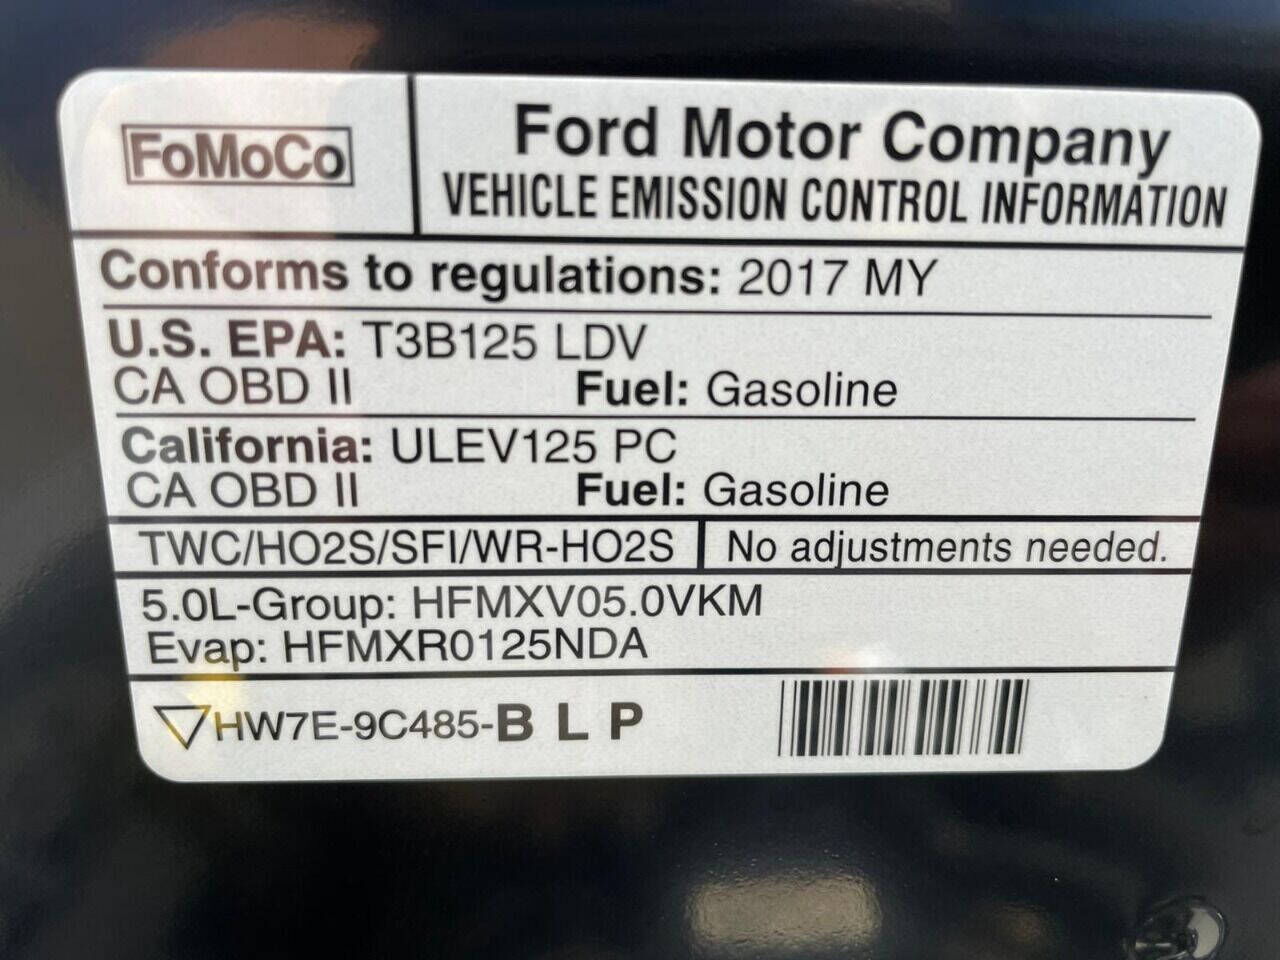 FoMoCo
Ford Motor Company
VEHICLE EMISSION CONTROL INFORMATION
Conforms to regulations: 2017 MY
U.S. EPA: T3B125 LDV
CA OBD II Fuel: Gasoline
California: ULEV125 PC
CA OBD II Fuel: Gasoline
TWC/HO2S/SFI/WR-HO2S No adjustments needed.
5.0L-Group: HFMXV05.0VKM
Evap: HFMXR0125NDA
HW7E-9C485-B L P